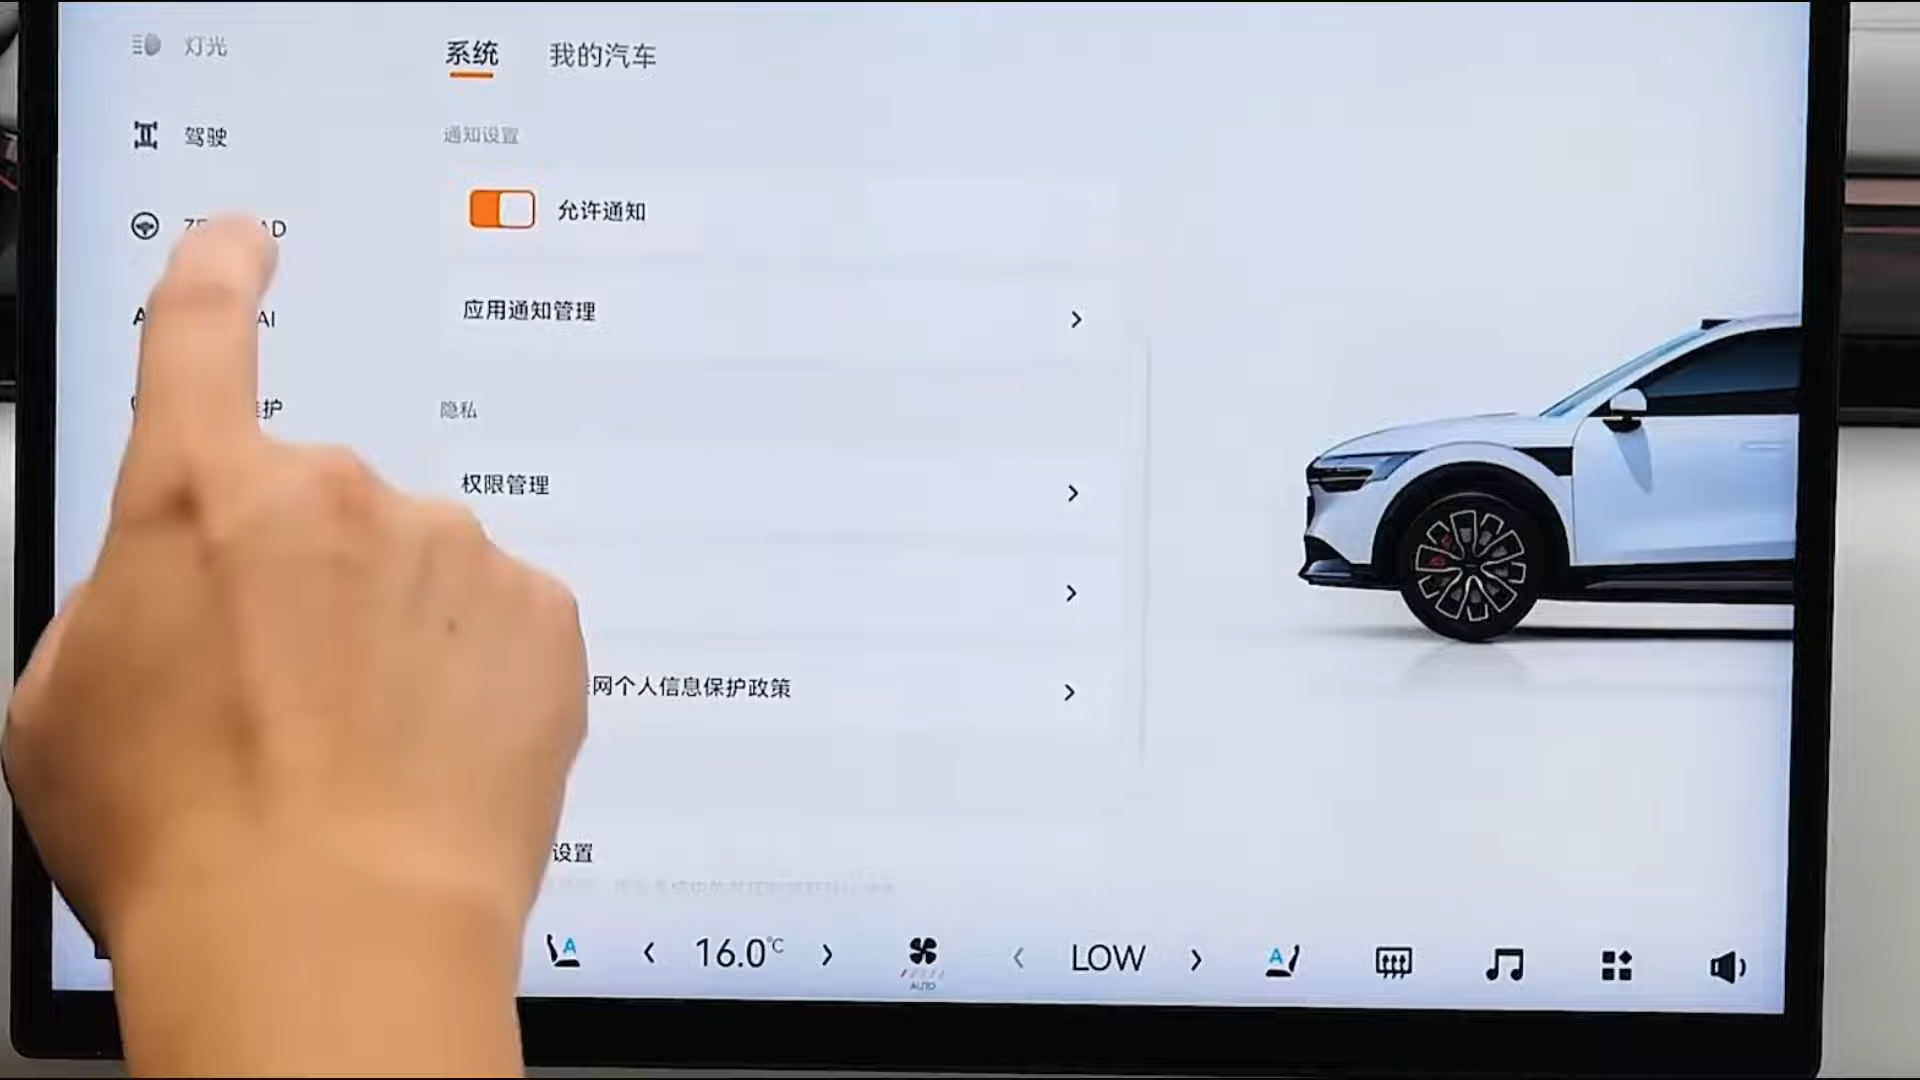 灯光
系统 我的汽车
驾驶
通知设置
允许通知
AD
应用通知管理
AI
护
隐私
权限管理
网个人信息保护政策
设置
A 16.0℃ AUTO LOW A